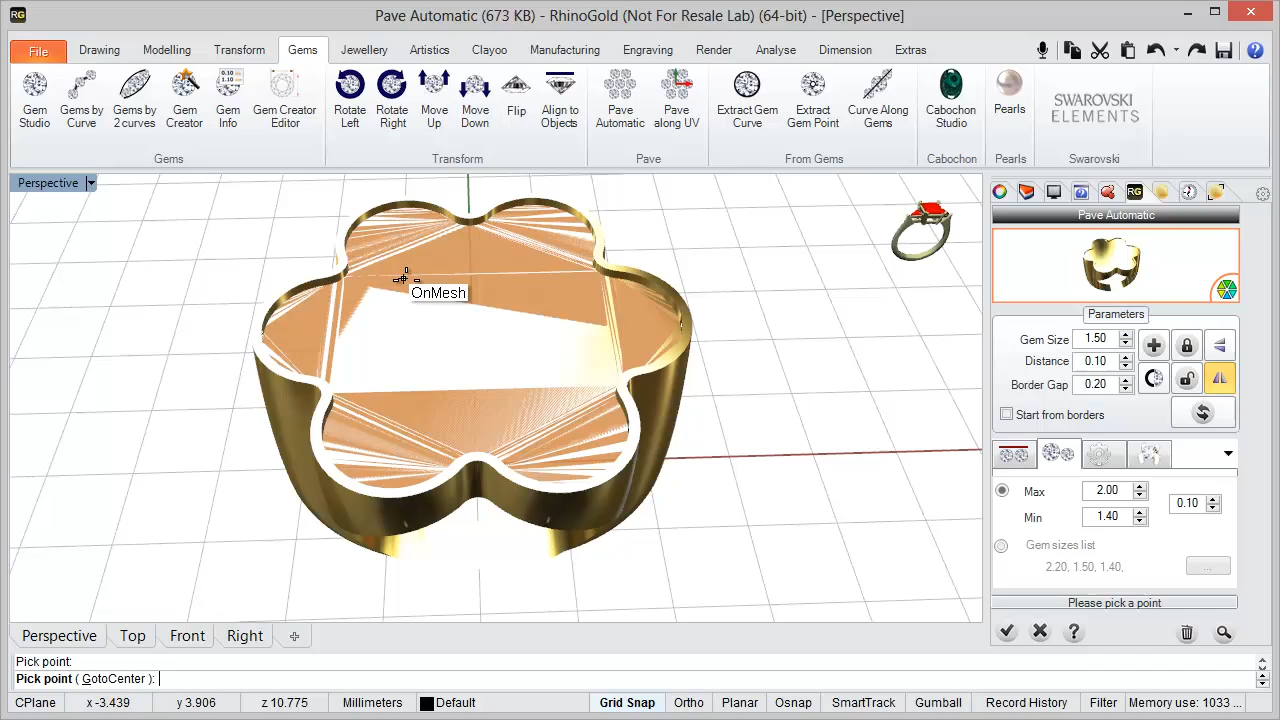 RG
Pave Automatic (673 KB) - RhinoGold (Not For Resale Lab) (64-bit) - [Perspective]
File Drawing Modelling Transform Gems Jewellery Artistics Clayoo Manufacturing Engraving Render Analyse Dimension Extras
Gem Studio
Gems by Curve
Gems by 2 curves
Gem Creator
0.10 1.10
Gem Info
Gem Creator Editor
Rotate Left
Rotate Right
Move Up
Move Down
Flip
Align to Objects
Pave Automatic
Pave along UV
Extract Gem Curve
Extract Gem Point
Curve Along Gems
Cabochon Studio
Pearls
SWAROVSKI ELEMENTS
Gems Transform Pave From Gems Cabochon Pearls Swarovski
Perspective
RG
Pave Automatic
OnMesh
Parameters
Gem Size 1.50
Distance 0.10
Border Gap 0.20
Start from borders
Max 2.00
0.10
Min 1.40
Gem sizes list
2.20, 1.50, 1.40,
...
Please pick a point
Perspective Top Front Right
Pick point:
Pick point ( GotoCenter ):
CPlane x -3.439 y 3.906 z 10.775 Millimeters Default Grid Snap Ortho Planar Osnap SmartTrack Gumball Record History Filter Memory use: 1033 ...